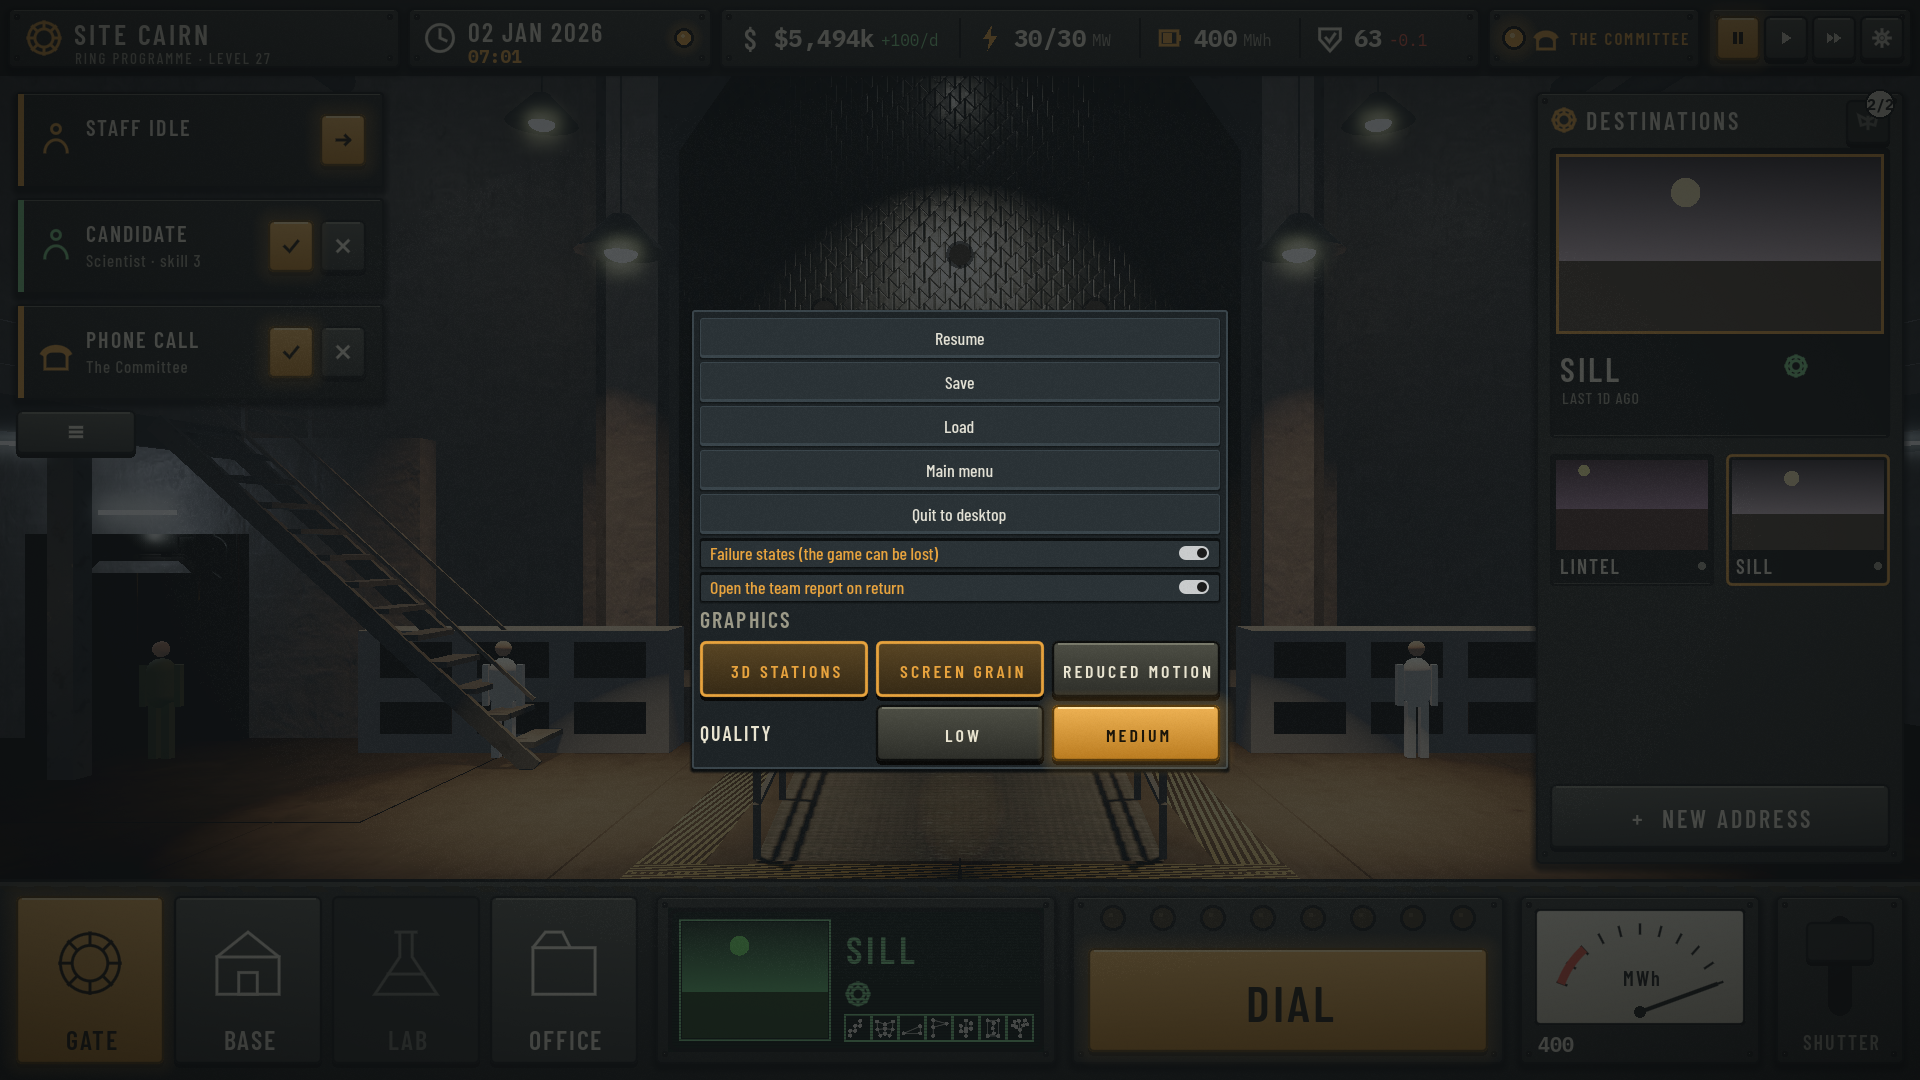 SITE CAIRN
RING PROGRAMME · LEVEL 27
02 JAN 2026
07:01
$ $5,494k +100/d
30/30 MW
400 MWh
63 -0.1
THE COMMITTEE
STAFF IDLE
CANDIDATE
Scientist · skill 3
PHONE CALL
The Committee
DESTINATIONS
2/2
SILL
LAST 1D AGO
LINTEL
SILL
+ NEW ADDRESS
Resume
Save
Load
Main menu
Quit to desktop
Failure states (the game can be lost)
Open the team report on return
GRAPHICS
3D STATIONS
SCREEN GRAIN
REDUCED MOTION
QUALITY
LOW
MEDIUM
GATE
BASE
LAB
OFFICE
SILL
DIAL
MWh
400
SHUTTER